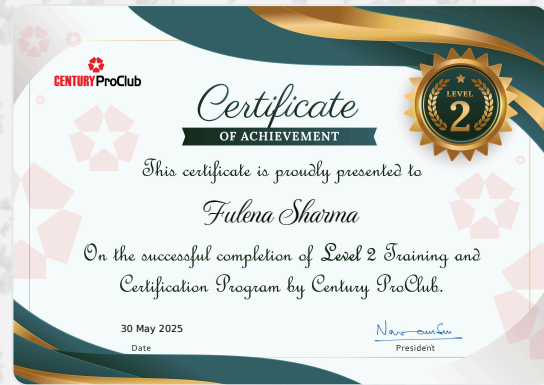 CENTURY ProClub
Certificate
OF ACHIEVEMENT
LEVEL
2
This certificate is proudly presented to
Fulena Sharma
On the successful completion of Level 2 Training and
Certification Program by Century ProClub.
30 May 2025
Date
President